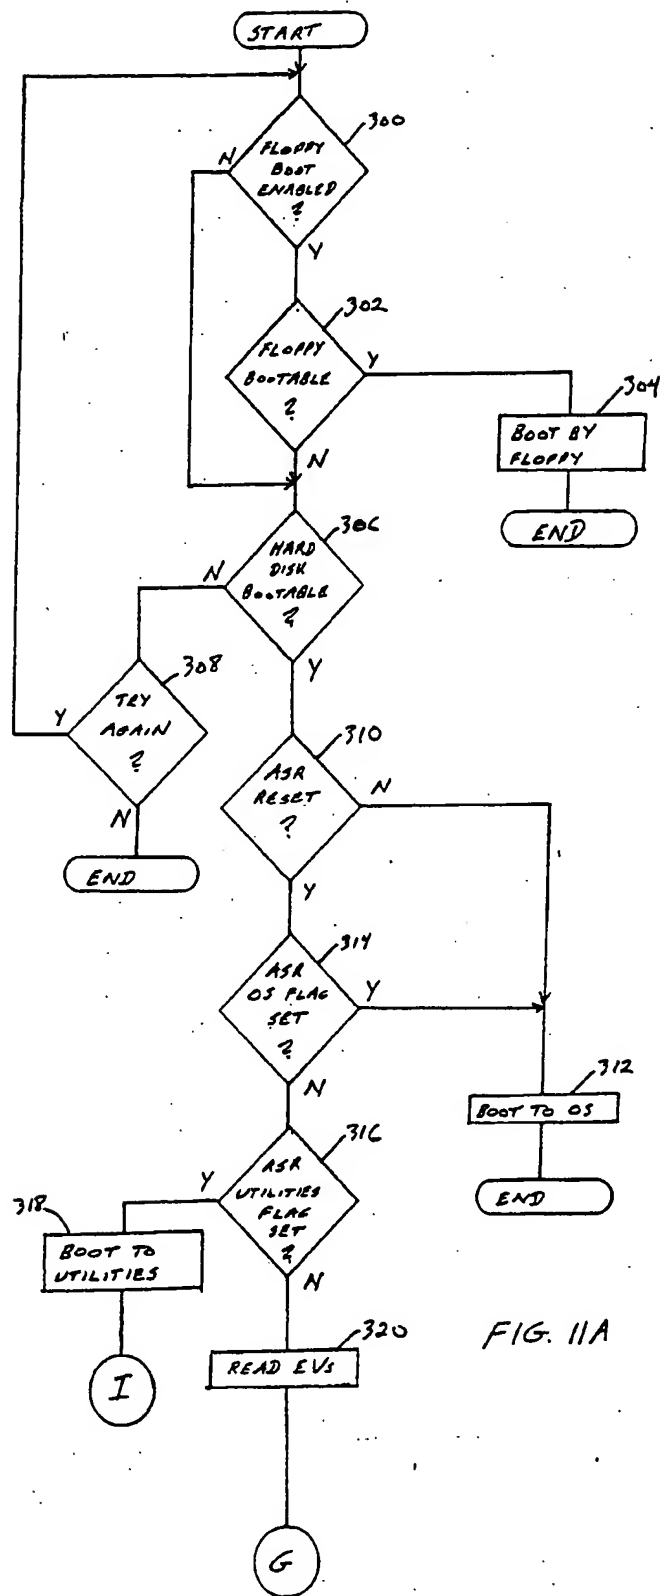 START
300
N
FLOPPY
BOOT
ENABLED
?
Y
302
FLOPPY
BOOTABLE
?
Y
304
BOOT BY
FLOPPY
N
END
306
HARD
DISK
BOOTABLE
?
N
Y
308
TRY
AGAIN
?
Y
N
END
310
ASR
RESET
?
N
Y
314
ASR
OS FLAG
SET
?
Y
N
312
BOOT TO OS
END
316
ASR
UTILITIES
FLAG
SET
?
Y
318
BOOT TO
UTILITIES
N
320
READ EVs
FIG. 11A
I
G